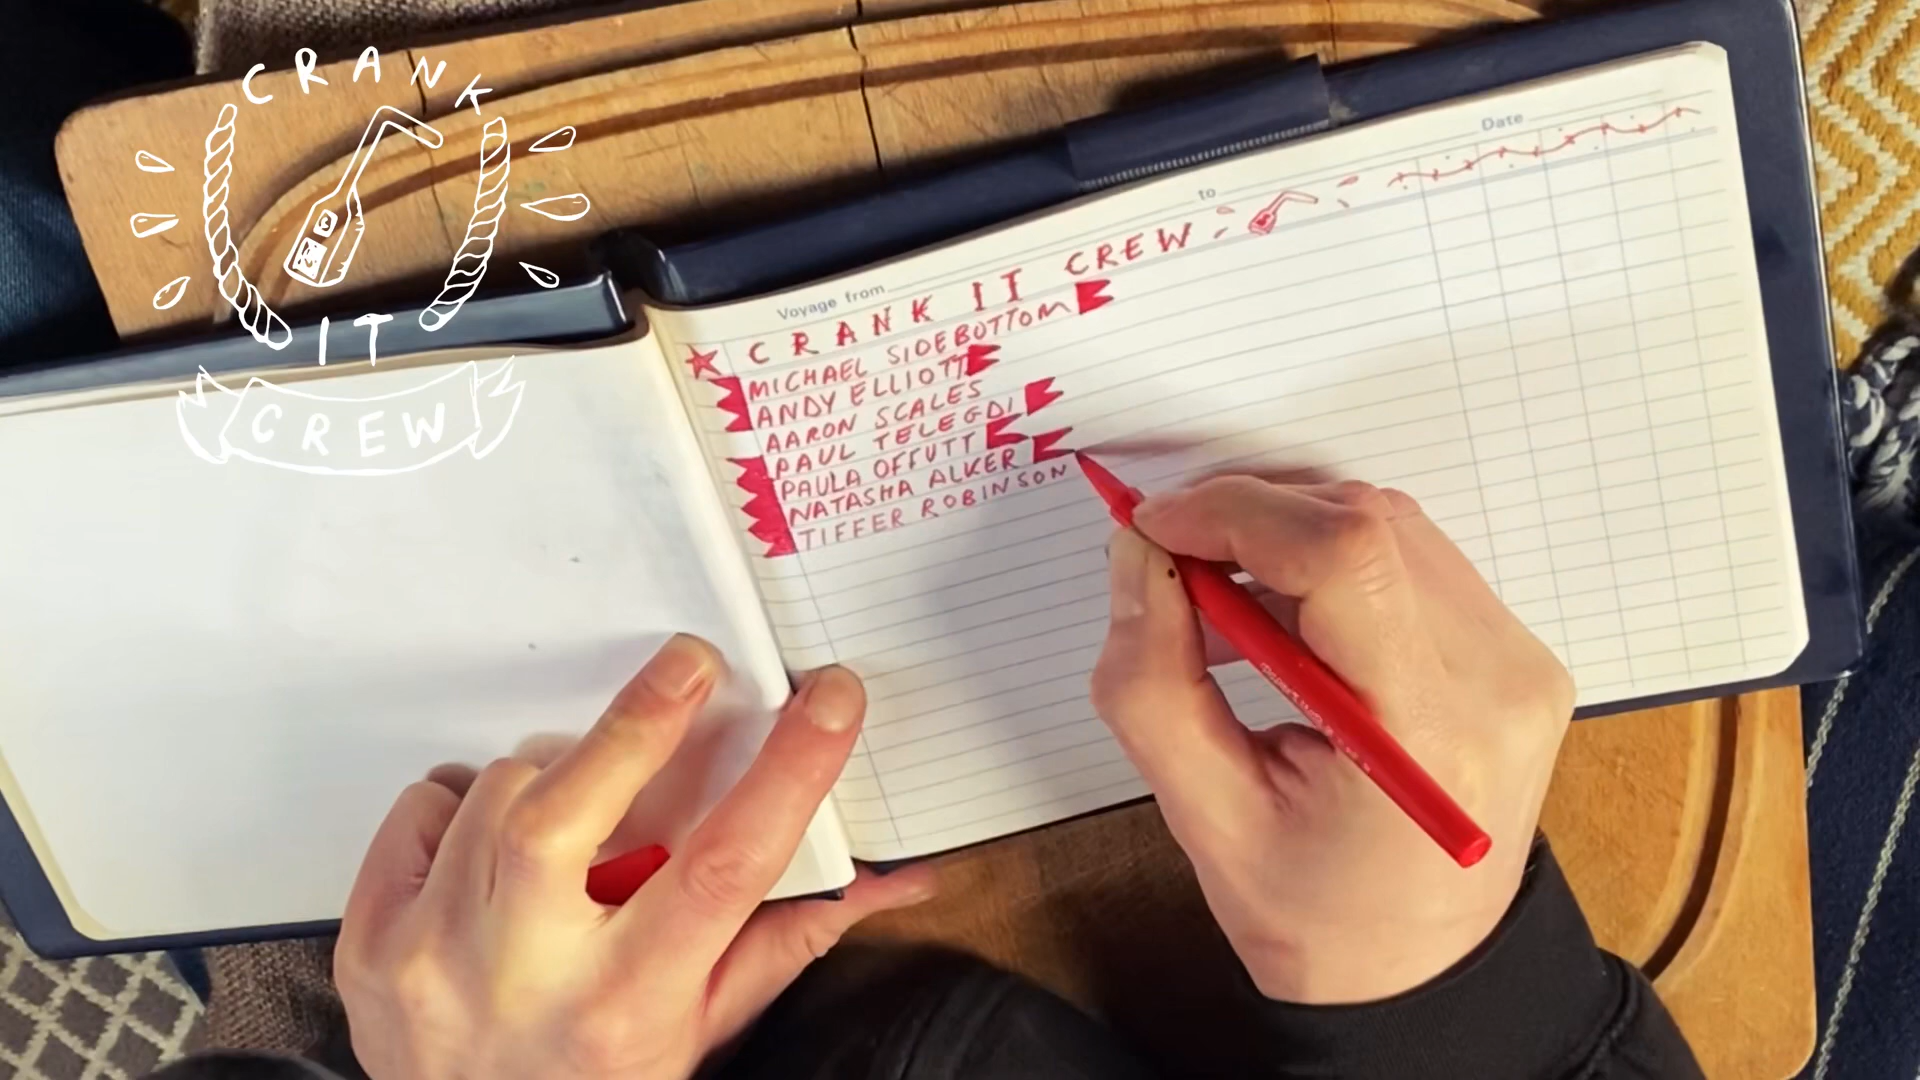 CRANK
IT
CREW
Date
to
Voyage from
CRANK IT CREW
MICHAEL SIDEBOTTOM
ANDY ELLIOTT
AARON SCALES
PAUL TELEGDI
PAULA OFFUTT
NATASHA ALKER
TIFFER ROBINSON